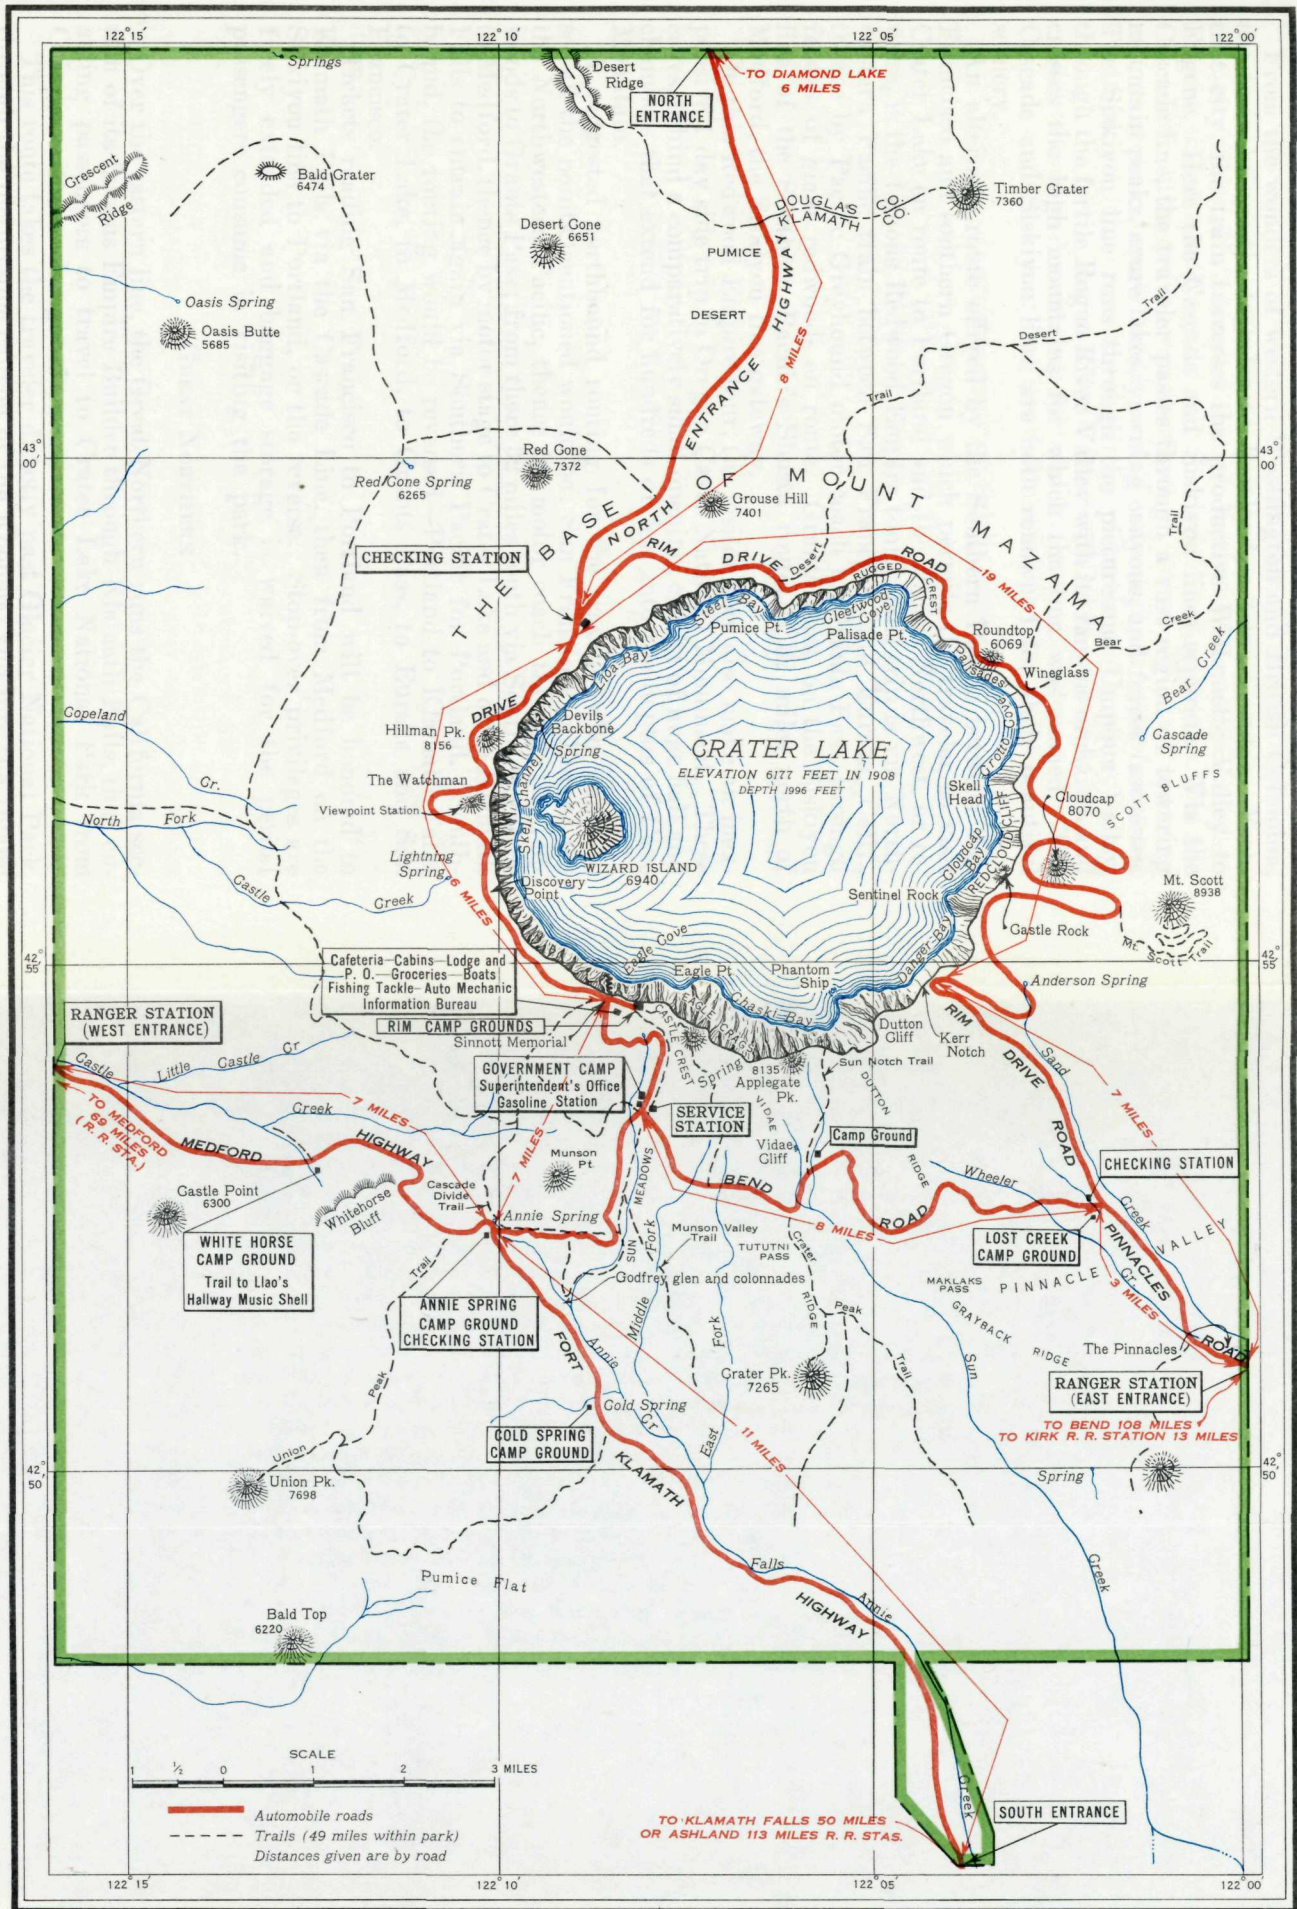 122° 15'
122° 10'
122° 05'
122° 00'
Springs
Desert
Ridge
NORTH
ENTRANCE
TO DIAMOND LAKE
6 MILES
Crescent
Ridge
Bald Crater
6474
Timber Crater
7360
DOUGLAS CO.
KLAMATH CO.
Desert Cone
6651
PUMICE
DESERT
Oasis Spring
Oasis Butte
5685
NORTH ENTRANCE HIGHWAY
8 MILES
Desert
Trail
Trail
43° 00'
43° 00'
Red Cone
7372
Red Cone Spring
6265
Grouse Hill
7401
THE BASE OF MOUNT MAZAIMA
CHECKING STATION
RIM DRIVE ROAD
Desert
Trail
19 MILES
RUGGED
CREST
Steel Bay
Pumice Pt.
Cleetwood
Cove
Palisade Pt.
Roundtop
6069
Palisades
Wineglass
Bear Creek
Bear Creek
Llao Bay
DRIVE
Copeland
Cr.
Hillman Pk.
8156
Devils
Backbone
Spring
CRATER LAKE
ELEVATION 6177 FEET IN 1908
DEPTH 1996 FEET
Grotto Cove
Cascade
Spring
SCOTT BLUFFS
The Watchman
Viewpoint Station
Skell Channel
Skell
Head
Cloudcap
8070
North Fork
Castle
Creek
Lightning
Spring
WIZARD ISLAND
6940
Discovery
Point
REDCLOUD CLIFF
Cloudcap
Bay
Sentinel Rock
Mt. Scott
8938
Castle Rock
Mt.
Scott Trail
6 MILES
42° 55'
42° 55'
Cafeteria—Cabins—Lodge and
P. O.—Groceries—Boats
Fishing Tackle—Auto Mechanic
Information Bureau
Eagle Cove
Eagle Pt.
Phantom
Ship
Danger Bay
Chaski Bay
Anderson Spring
RANGER STATION
(WEST ENTRANCE)
RIM CAMP GROUNDS
Sinnott Memorial
EAGLE CRAGS
CASTLE CREST
Dutton
Cliff
Kerr
Notch
RIM DRIVE ROAD
Sand
Creek
Castle
Little Castle Cr
Creek
GOVERNMENT CAMP
Superintendent's Office
Gasoline Station
Spring
8135
Applegate
Pk.
Sun Notch Trail
DUTTON
RIDGE
7 MILES
TO MEDFORD
69 MILES
(R. R. STA.)
MEDFORD HIGHWAY
7 MILES
7 MILES
SERVICE
STATION
VIDAE
RIDGE
Vidae
Cliff
Camp Ground
CHECKING STATION
Castle Point
6300
Whitehorse
Bluff
Cascade
Divide
Trail
Munson
Pt.
Annie Spring
SUN MEADOWS
BEND ROAD
8 MILES
Wheeler
Cr.
WHITE HORSE
CAMP GROUND
Trail to Llao's
Hallway Music Shell
Munson Valley
Trail
TUTUTNI
PASS
LOST CREEK
CAMP GROUND
PINNACLES ROAD
PINNACLE VALLEY
ANNIE SPRING
CAMP GROUND
CHECKING STATION
Godfrey glen and colonnades
MAKLAKS
PASS
GRAYBACK
RIDGE
3 MILES
Union Peak Trail
Middle Fork
East Fork
Crater Peak Trail
The Pinnacles
Crater Pk.
7265
RANGER STATION
(EAST ENTRANCE)
FORT KLAMATH HIGHWAY
Annie
Cr
Cold Spring
COLD SPRING
CAMP GROUND
11 MILES
Sun
Creek
TO BEND 108 MILES
TO KIRK R. R. STATION 13 MILES
Union Pk.
7698
42° 50'
42° 50'
Spring
Pumice Flat
Falls
Annie
Creek
Bald Top
6220
SCALE
1 ½ 0 1 2 3 MILES
Automobile roads
Trails (49 miles within park)
Distances given are by road
TO KLAMATH FALLS 50 MILES
OR ASHLAND 113 MILES R. R. STAS.
SOUTH ENTRANCE
122° 15'
122° 10'
122° 05'
122° 00'